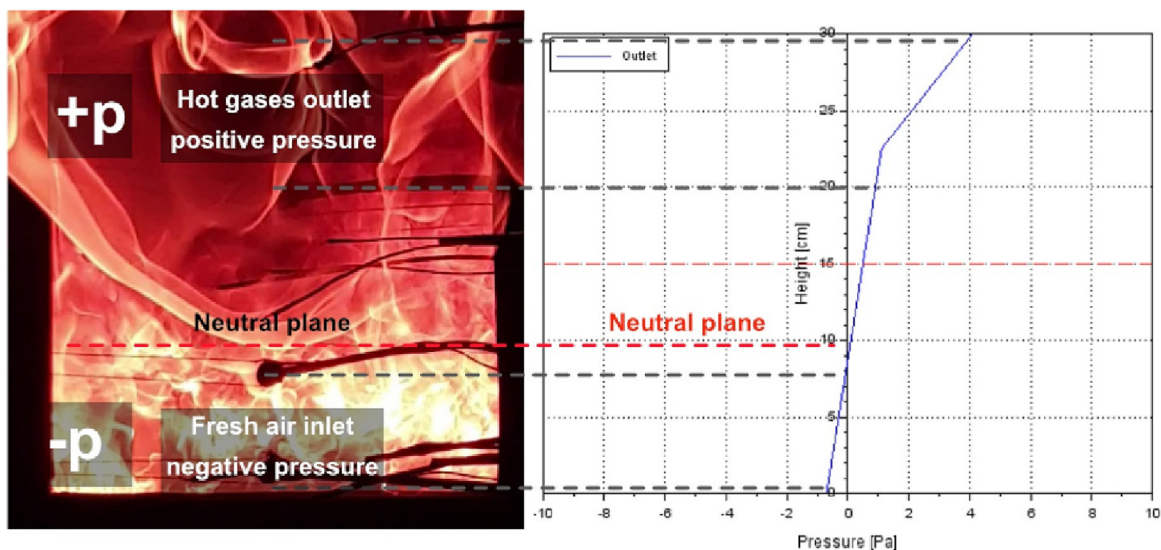 +p
Hot gases outlet
positive pressure
Neutral plane
-p
Fresh air inlet
negative pressure
Outlet
Neutral plane
30
25
20
15
10
5
0
Height [cm]
-10 -8 -6 -4 -2 0 2 4 6 8 10
Pressure [Pa]